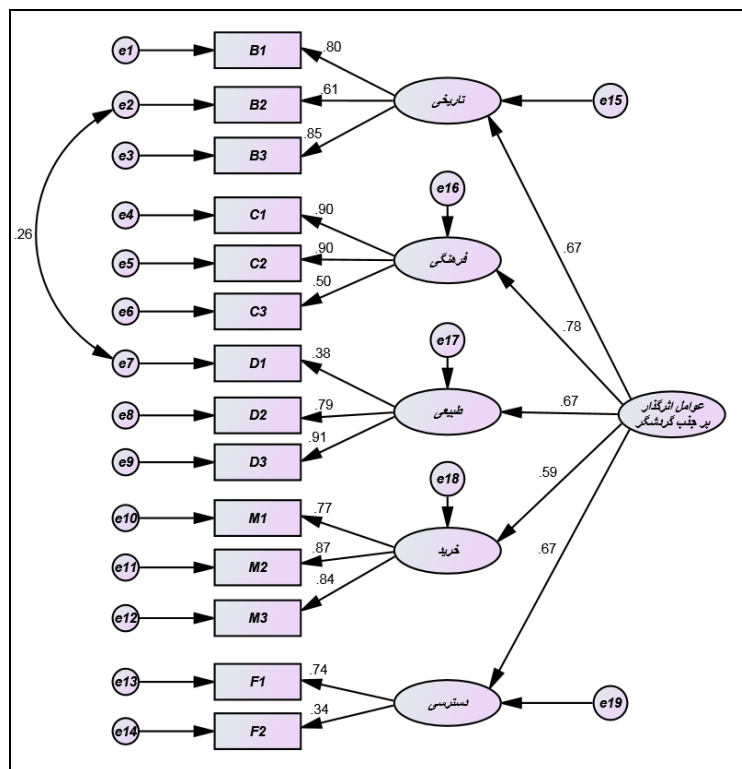 e1
B1
.80
e2
B2
.61
تاریخی
e15
e3
B3
.85
e16
e4
C1
.90
.26
e5
C2
.90
فرهنگی
.67
e6
C3
.50
.78
e17
e7
D1
.38
e8
D2
.79
طبیعی
.67
عوامل اثرگذار
بر جذب گردشگر
e9
D3
.91
e18
.59
e10
M1
.77
e11
M2
.87
خرید
.67
e12
M3
.84
e13
F1
.74
دسترسی
e19
e14
F2
.34